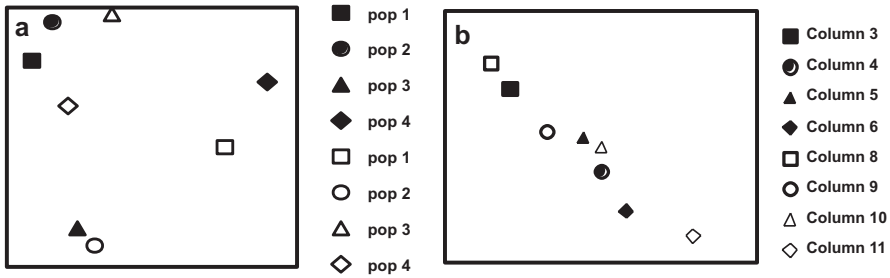 a
pop 1
pop 2
pop 3
pop 4
pop 1
pop 2
pop 3
pop 4
b
Column 3
Column 4
Column 5
Column 6
Column 8
Column 9
Column 10
Column 11